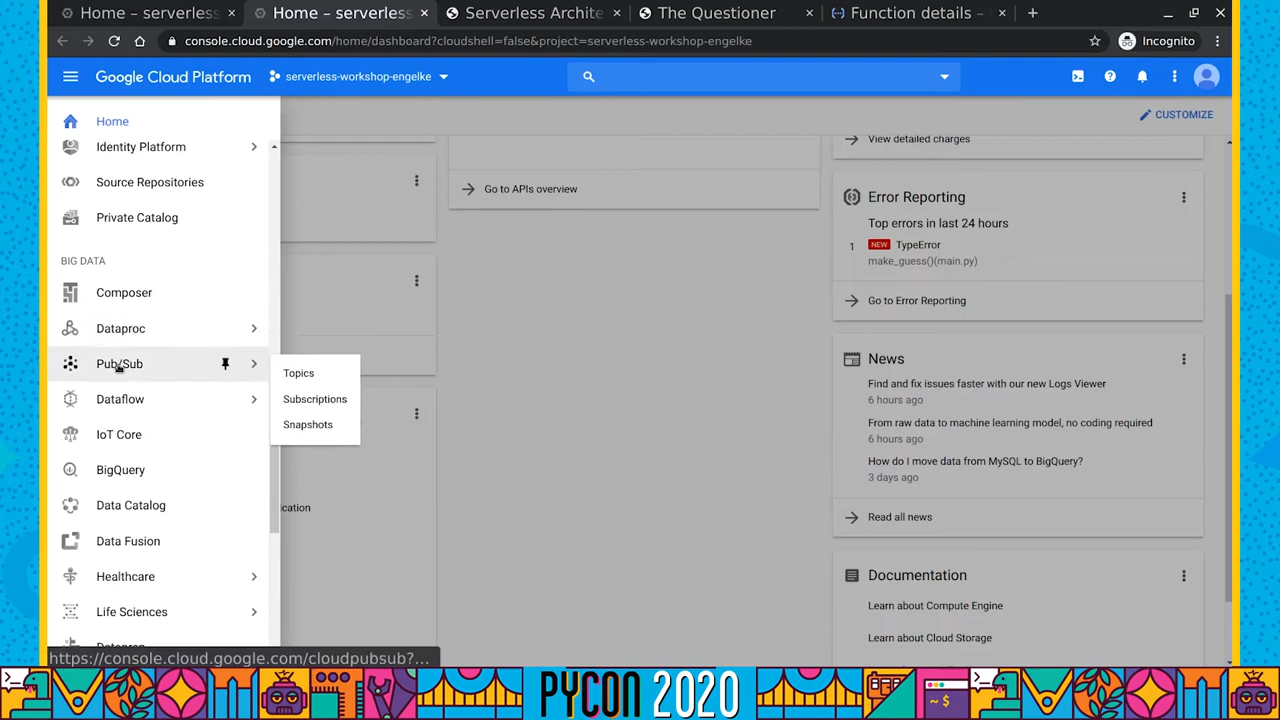 Home – serverless
Home – serverless
Serverless Archite
The Questioner
Function details –
console.cloud.google.com/home/dashboard?cloudshell=false&project=serverless-workshop-engelke
Incognito
Google Cloud Platform
serverless-workshop-engelke
Home
CUSTOMIZE
Identity Platform
Source Repositories
Private Catalog
BIG DATA
Composer
Dataproc
Pub/Sub
Dataflow
IoT Core
BigQuery
Data Catalog
Data Fusion
Healthcare
Life Sciences
Topics
Subscriptions
Snapshots
ication
Go to APIs overview
View detailed charges
Error Reporting
Top errors in last 24 hours
1 NEW TypeError
make_guess()(main.py)
Go to Error Reporting
News
Find and fix issues faster with our new Logs Viewer
6 hours ago
From raw data to machine learning model, no coding required
6 hours ago
How do I move data from MySQL to BigQuery?
3 days ago
Read all news
Documentation
Learn about Compute Engine
Learn about Cloud Storage
https://console.cloud.google.com/cloudpubsub?...
PYCON 2020
~ $